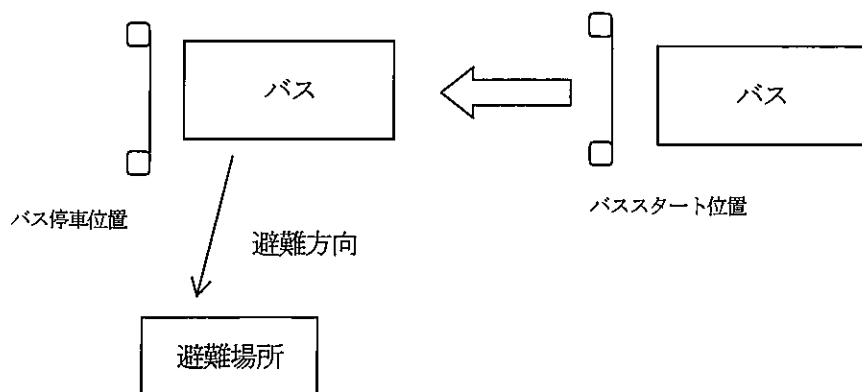 バス
バス
バス停車位置
バススタート位置
避難方向
避難場所